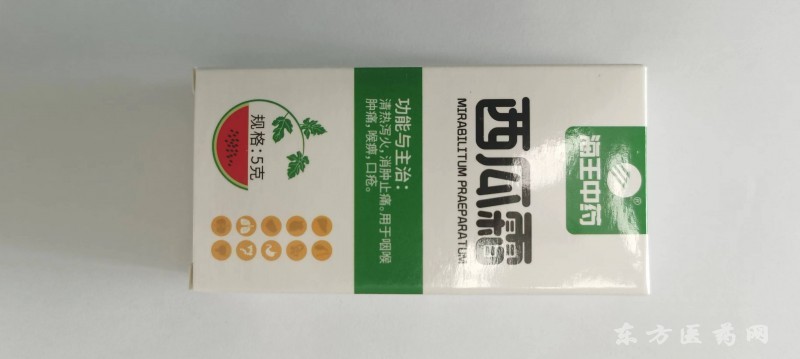 海王中药
®
西瓜霜
MIRABILITUM PRAEPARATUM
功能与主治：
清热泻火，消肿止痛。用于咽喉
肿痛，喉痹，口疮。
规格：5克
东方医药网